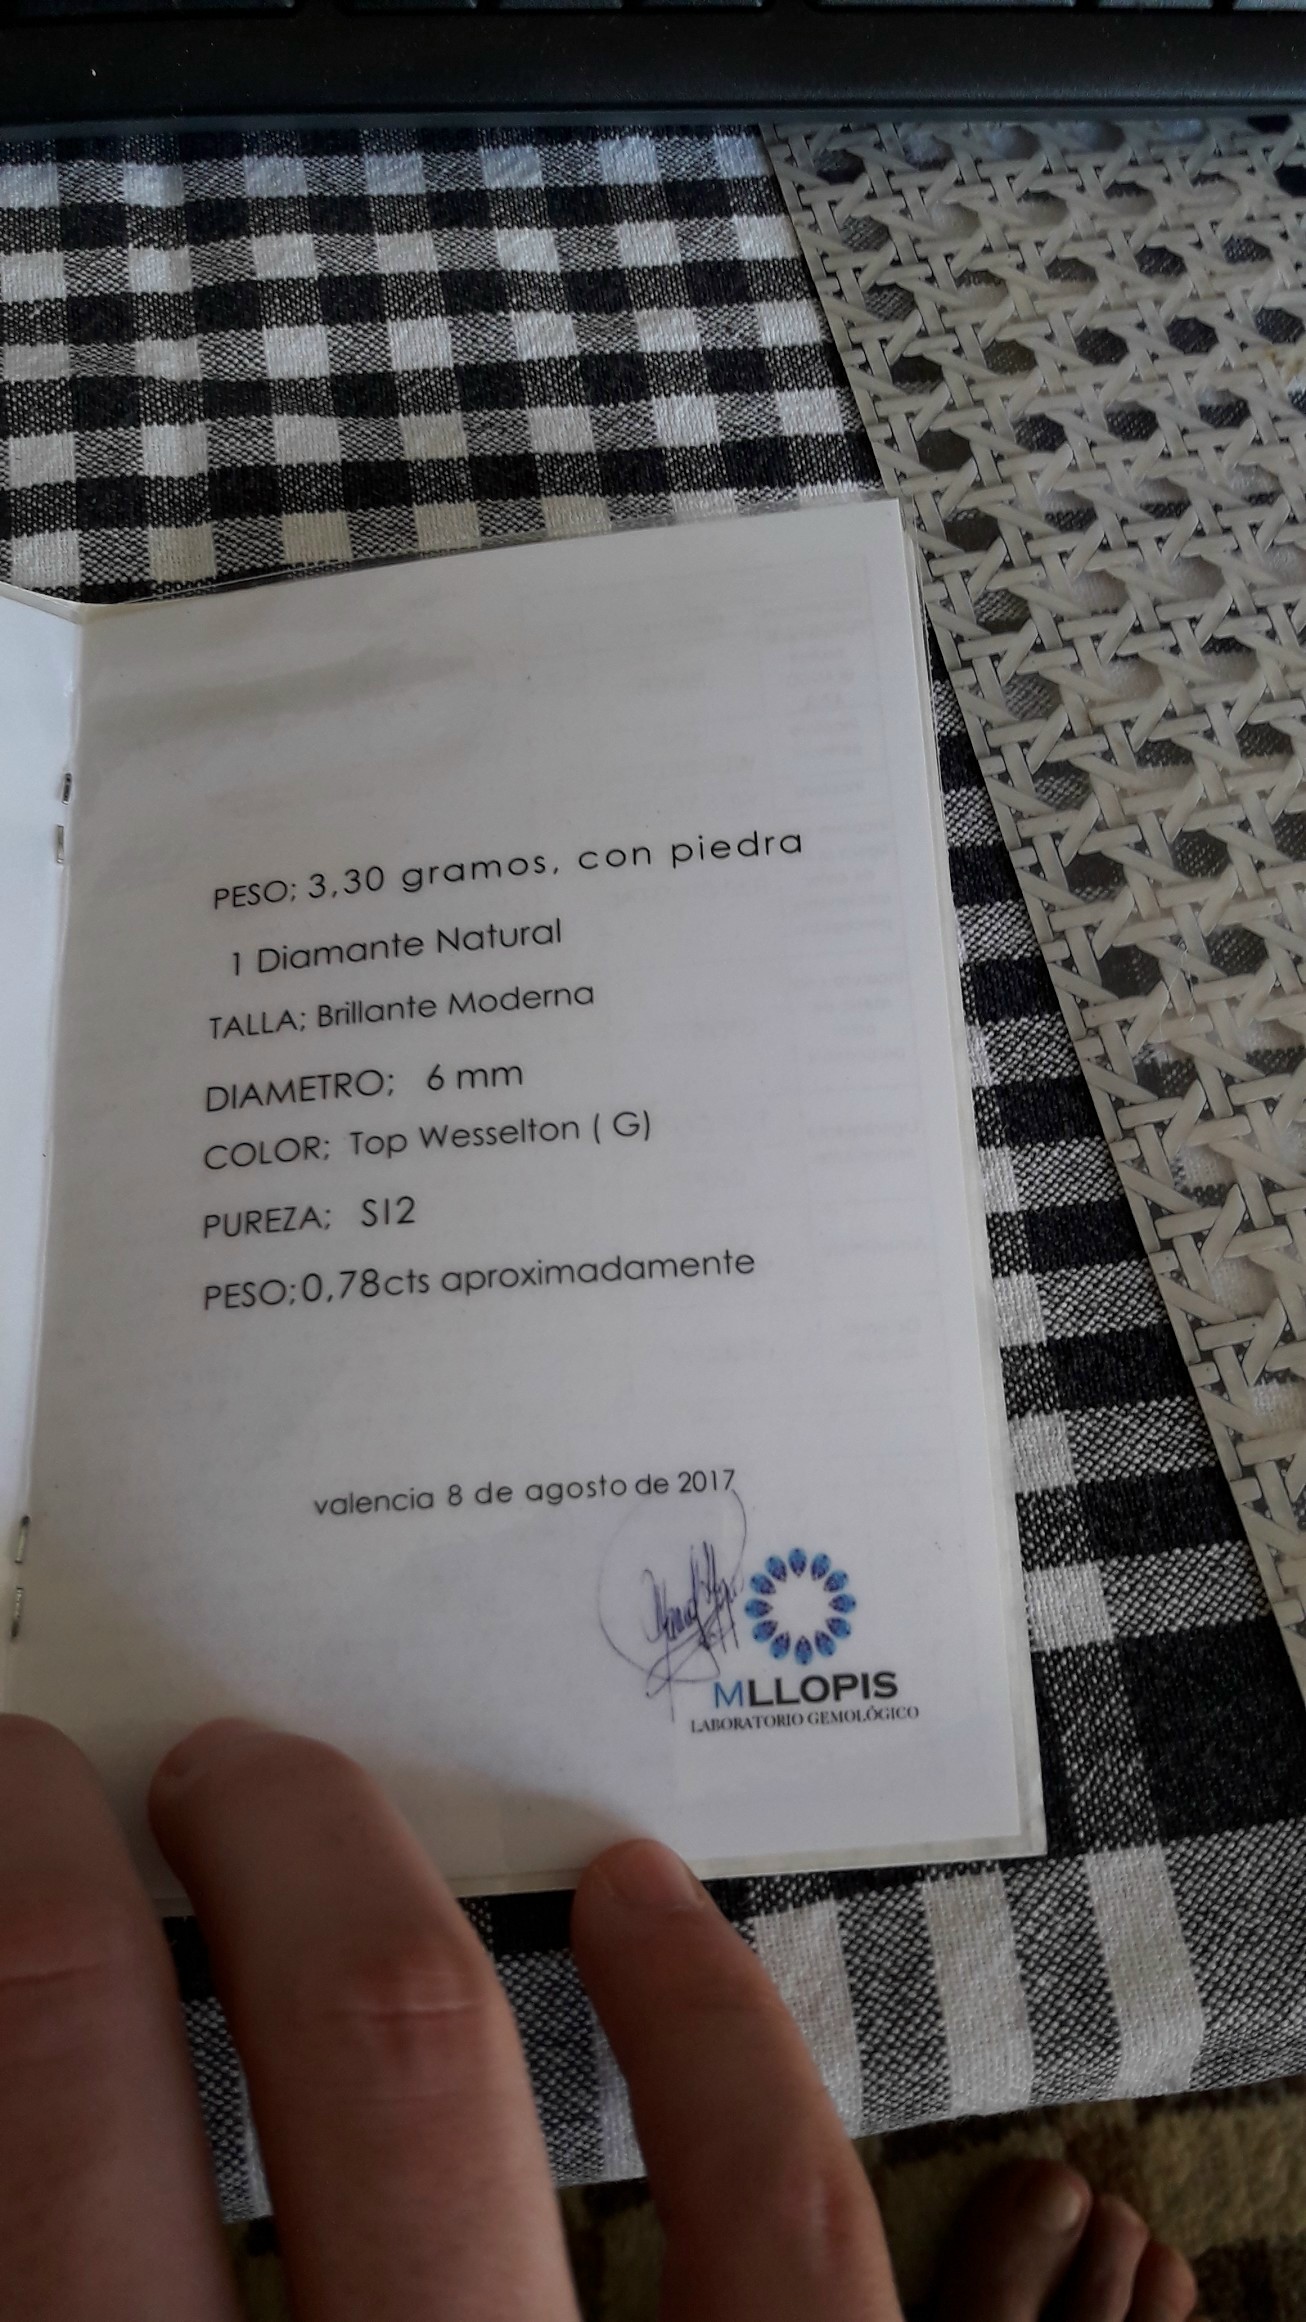 PESO; 3,30 gramos, con piedra
1 Diamante Natural
TALLA; Brillante Moderna
DIAMETRO; 6 mm
COLOR; Top Wesselton ( G)
PUREZA; SI2
PESO;0,78cts aproximadamente
valencia 8 de agosto de 2017
MLLOPIS
LABORATORIO GEMOLÓGICO